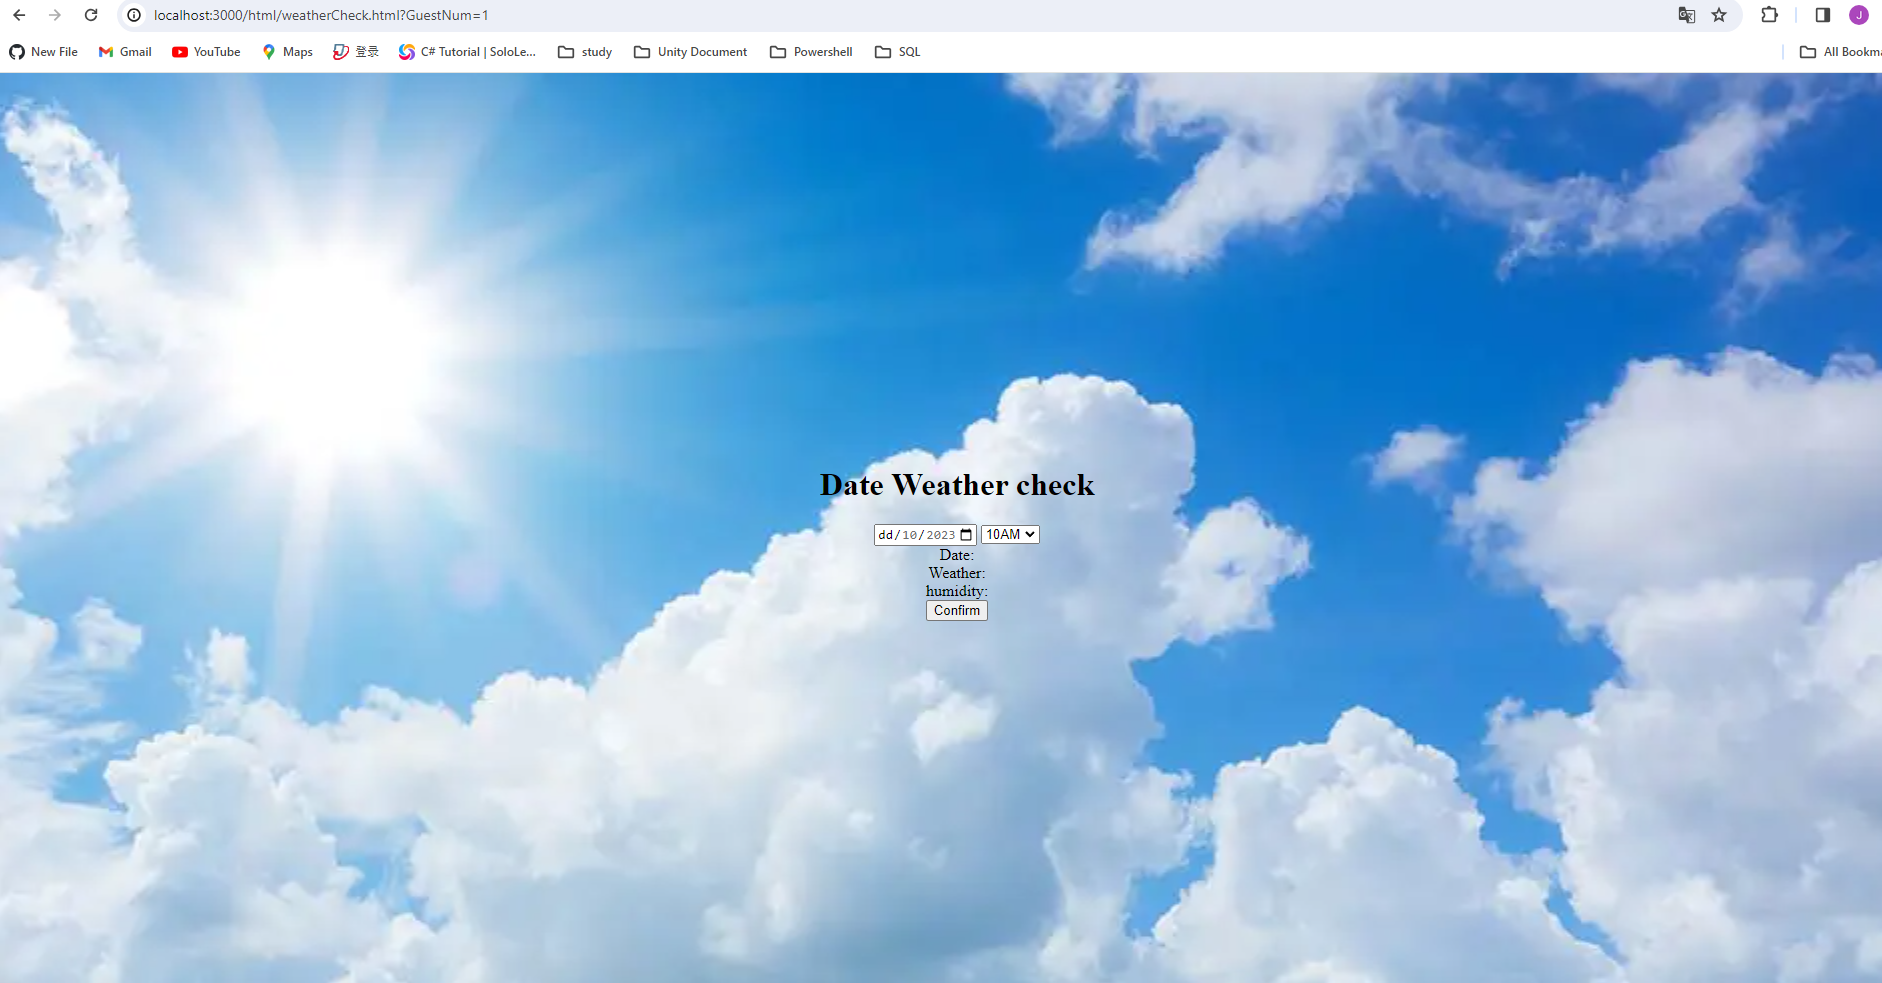 localhost:3000/html/weatherCheck.html?GuestNum=1
J
New File Gmail YouTube Maps 登录 C# Tutorial | SoloLe... study Unity Document Powershell SQL All Bookma
Date Weather check
dd/10/2023 10AM
Date:
Weather:
humidity:
Confirm